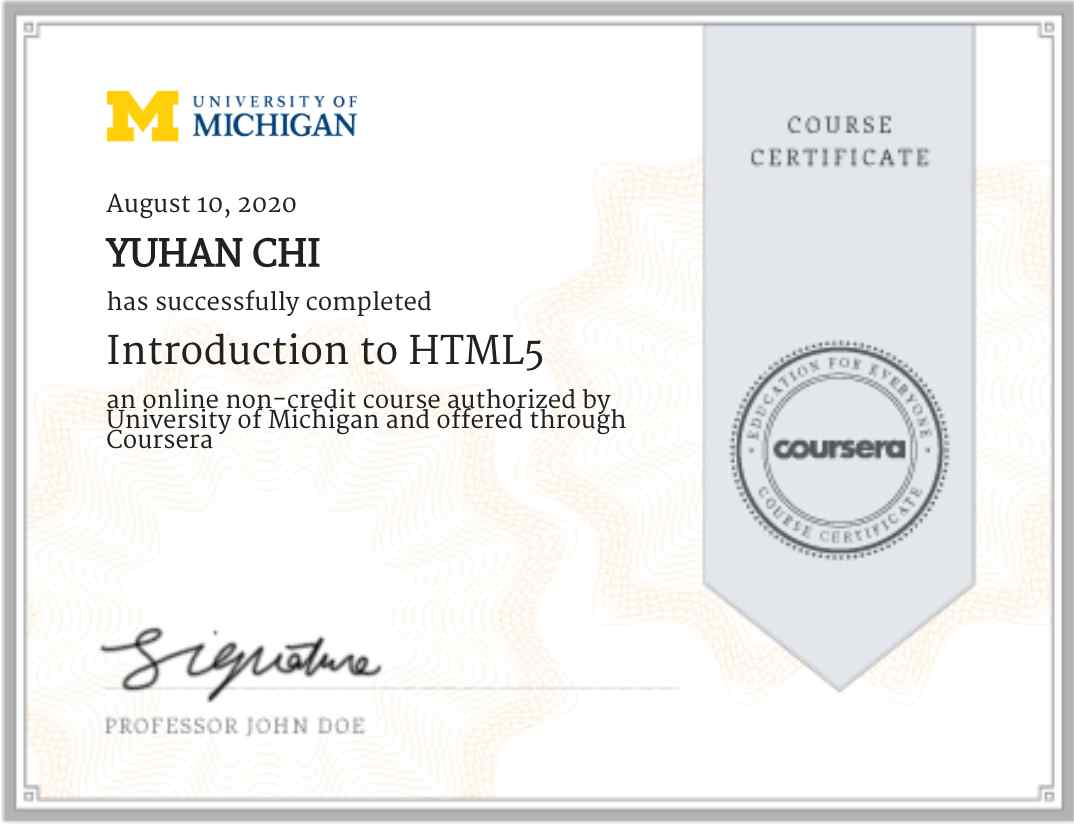 UNIVERSITY OF
MICHIGAN
August 10, 2020
YUHAN CHI
has successfully completed
Introduction to HTML5
an online non-credit course authorized by
University of Michigan and offered through
Coursera
Signature
PROFESSOR JOHN DOE
COURSE
CERTIFICATE
EDUCATION FOR EVERYONE
coursera
COURSE CERTIFICATE